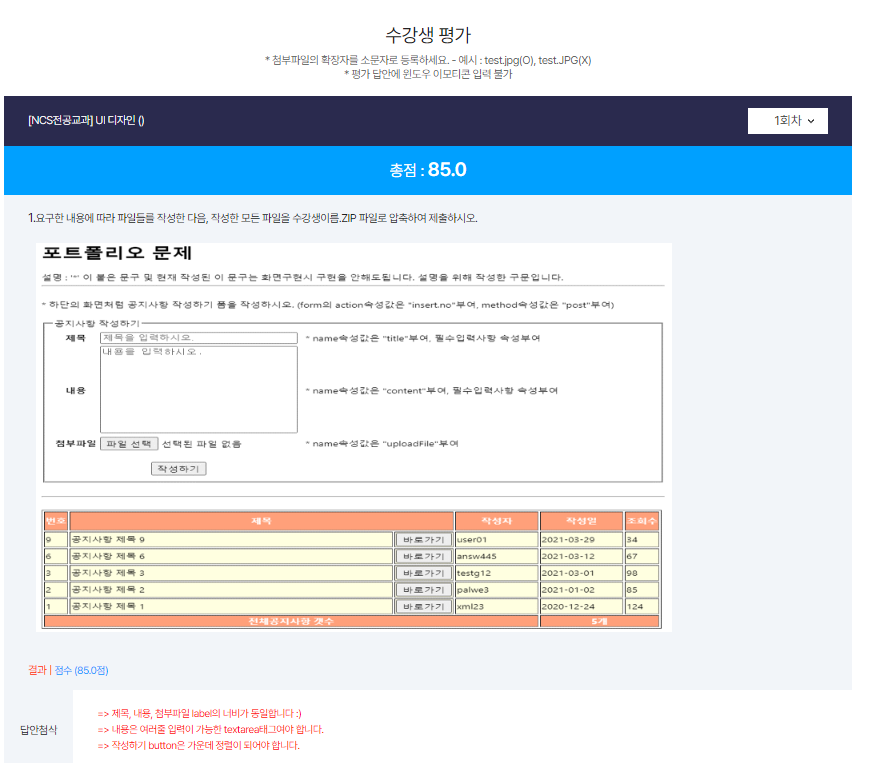 수강생 평가
* 첨부파일의 확장자를 소문자로 등록하세요. - 예시 : test.jpg(O), test.JPG(X)
* 평가 답안에 윈도우 이모티콘 입력 불가
[NCS전공교과] UI 디자인 ()
1회차
총점 : 85.0
1.요구한 내용에 따라 파일들를 작성한 다음, 작성한 모든 파일을 수강생이름.ZIP 파일로 압축하여 제출하시오.
포트폴리오 문제
설명 : '*' 이 붙은 문구 및 현재 작성된 이 문구는 화면구현시 구현을 안해도됩니다. 설명을 위해 작성한 구문입니다.
* 하단의 화면처럼 공지사항 작성하기 폼을 작성하시오. (form의 action속성값은 "insert.no"부여, method속성값은 "post"부여)
공지사항 작성하기
제목 제목을 입력하시오. * name속성값은 "title"부여, 필수입력사항 속성부여
내용을 입력하시오.
내용 * name속성값은 "content"부여, 필수입력사항 속성부여
첨부파일 파일 선택 선택된 파일 없음 * name속성값은 "uploadFile"부여
작성하기
번호 제목 작성자 작성일 조회수
9 공지사항 제목 9 바로가기 user01 2021-03-29 34
6 공지사항 제목 6 바로가기 answ445 2021-03-12 67
3 공지사항 제목 3 바로가기 testg12 2021-03-01 98
2 공지사항 제목 2 바로가기 palwe3 2021-01-02 85
1 공지사항 제목 1 바로가기 xml23 2020-12-24 124
전체공지사항 갯수 5개
결과 | 점수 (85.0점)
답안첨삭
=> 제목, 내용, 첨부파일 label의 너비가 동일합니다 :)
=> 내용은 여러줄 입력이 가능한 textarea태그여야 합니다.
=> 작성하기 button은 가운데 정렬이 되어야 합니다.